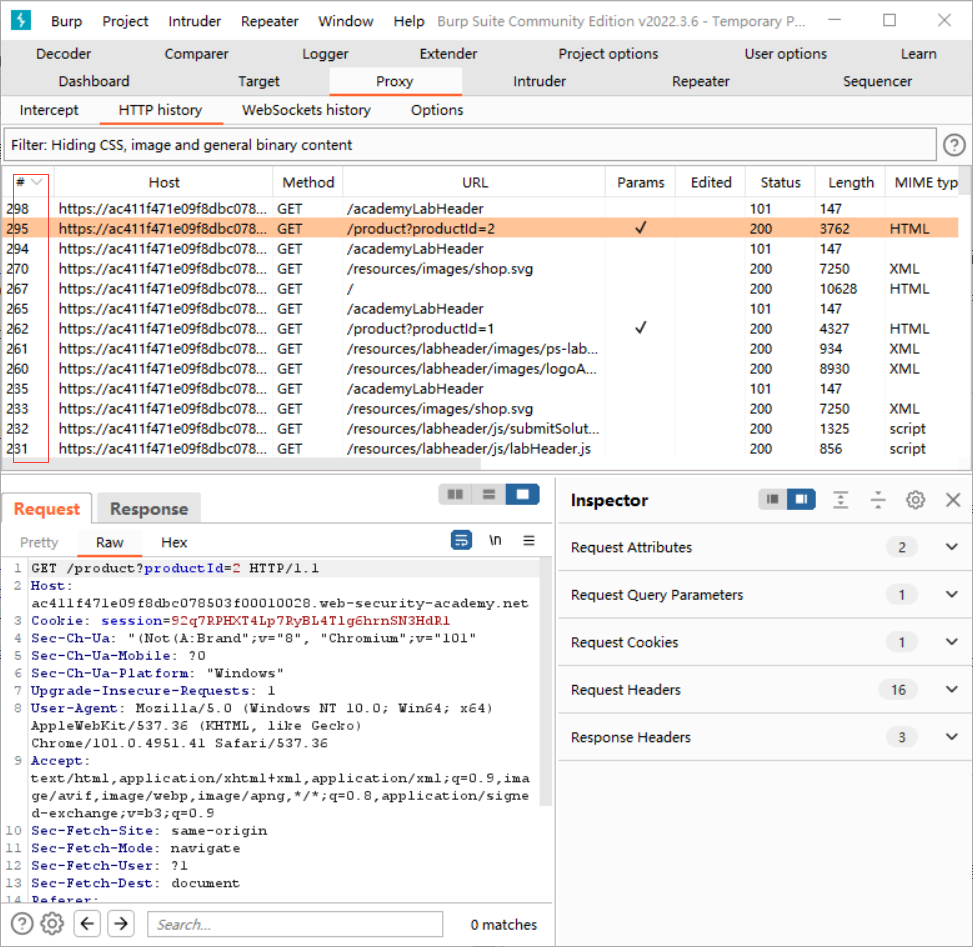 Burp Project Intruder Repeater Window Help Burp Suite Community Edition v2022.3.6 - Temporary P...
Decoder Comparer Logger Extender Project options User options Learn
Dashboard Target Proxy Intruder Repeater Sequencer
Intercept HTTP history WebSockets history Options
Filter: Hiding CSS, image and general binary content
# Host Method URL Params Edited Status Length MIME typ
298 https://ac411f471e09f8dbc078... GET /academyLabHeader 101 147
295 https://ac411f471e09f8dbc078... GET /product?productId=2 ✓ 200 3762 HTML
294 https://ac411f471e09f8dbc078... GET /academyLabHeader 101 147
270 https://ac411f471e09f8dbc078... GET /resources/images/shop.svg 200 7250 XML
267 https://ac411f471e09f8dbc078... GET / 200 10628 HTML
265 https://ac411f471e09f8dbc078... GET /academyLabHeader 101 147
262 https://ac411f471e09f8dbc078... GET /product?productId=1 ✓ 200 4327 HTML
261 https://ac411f471e09f8dbc078... GET /resources/labheader/images/ps-lab... 200 934 XML
260 https://ac411f471e09f8dbc078... GET /resources/labheader/images/logoA... 200 8930 XML
235 https://ac411f471e09f8dbc078... GET /academyLabHeader 101 147
233 https://ac411f471e09f8dbc078... GET /resources/images/shop.svg 200 7250 XML
232 https://ac411f471e09f8dbc078... GET /resources/labheader/js/submitSolut... 200 1325 script
231 https://ac411f471e09f8dbc078... GET /resources/labheader/js/labHeader.js 200 856 script
Request Response
Pretty Raw Hex \n
1 GET /product?productId=2 HTTP/1.1
2 Host:
ac411f471e09f8dbc078503f00010028.web-security-academy.net
3 Cookie: session=92q7RPHXT4Lp7RyBL4Tlg6hrnSN3HdRl
4 Sec-Ch-Ua: "(Not(A:Brand";v="8", "Chromium";v="101"
5 Sec-Ch-Ua-Mobile: ?0
6 Sec-Ch-Ua-Platform: "Windows"
7 Upgrade-Insecure-Requests: 1
8 User-Agent: Mozilla/5.0 (Windows NT 10.0; Win64; x64)
AppleWebKit/537.36 (KHTML, like Gecko)
Chrome/101.0.4951.41 Safari/537.36
9 Accept:
text/html,application/xhtml+xml,application/xml;q=0.9,ima
ge/avif,image/webp,image/apng,*/*;q=0.8,application/signe
d-exchange;v=b3;q=0.9
10 Sec-Fetch-Site: same-origin
11 Sec-Fetch-Mode: navigate
12 Sec-Fetch-User: ?1
13 Sec-Fetch-Dest: document
14 Referer:
Search... 0 matches
Inspector
Request Attributes 2
Request Query Parameters 1
Request Cookies 1
Request Headers 16
Response Headers 3